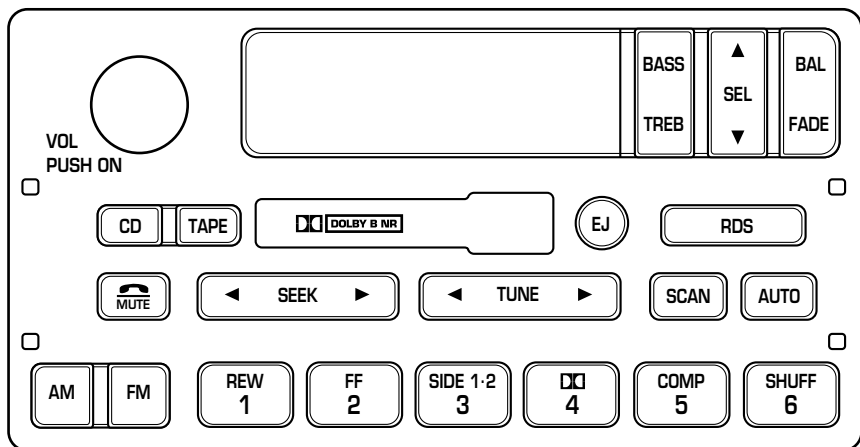 BASS
TREB
▲
SEL
▼
BAL
FADE
VOL
PUSH ON
CD
TAPE
DOLBY B NR
EJ
RDS
MUTE
◄ SEEK ►
◄ TUNE ►
SCAN
AUTO
AM
FM
REW
1
FF
2
SIDE 1·2
3
4
COMP
5
SHUFF
6